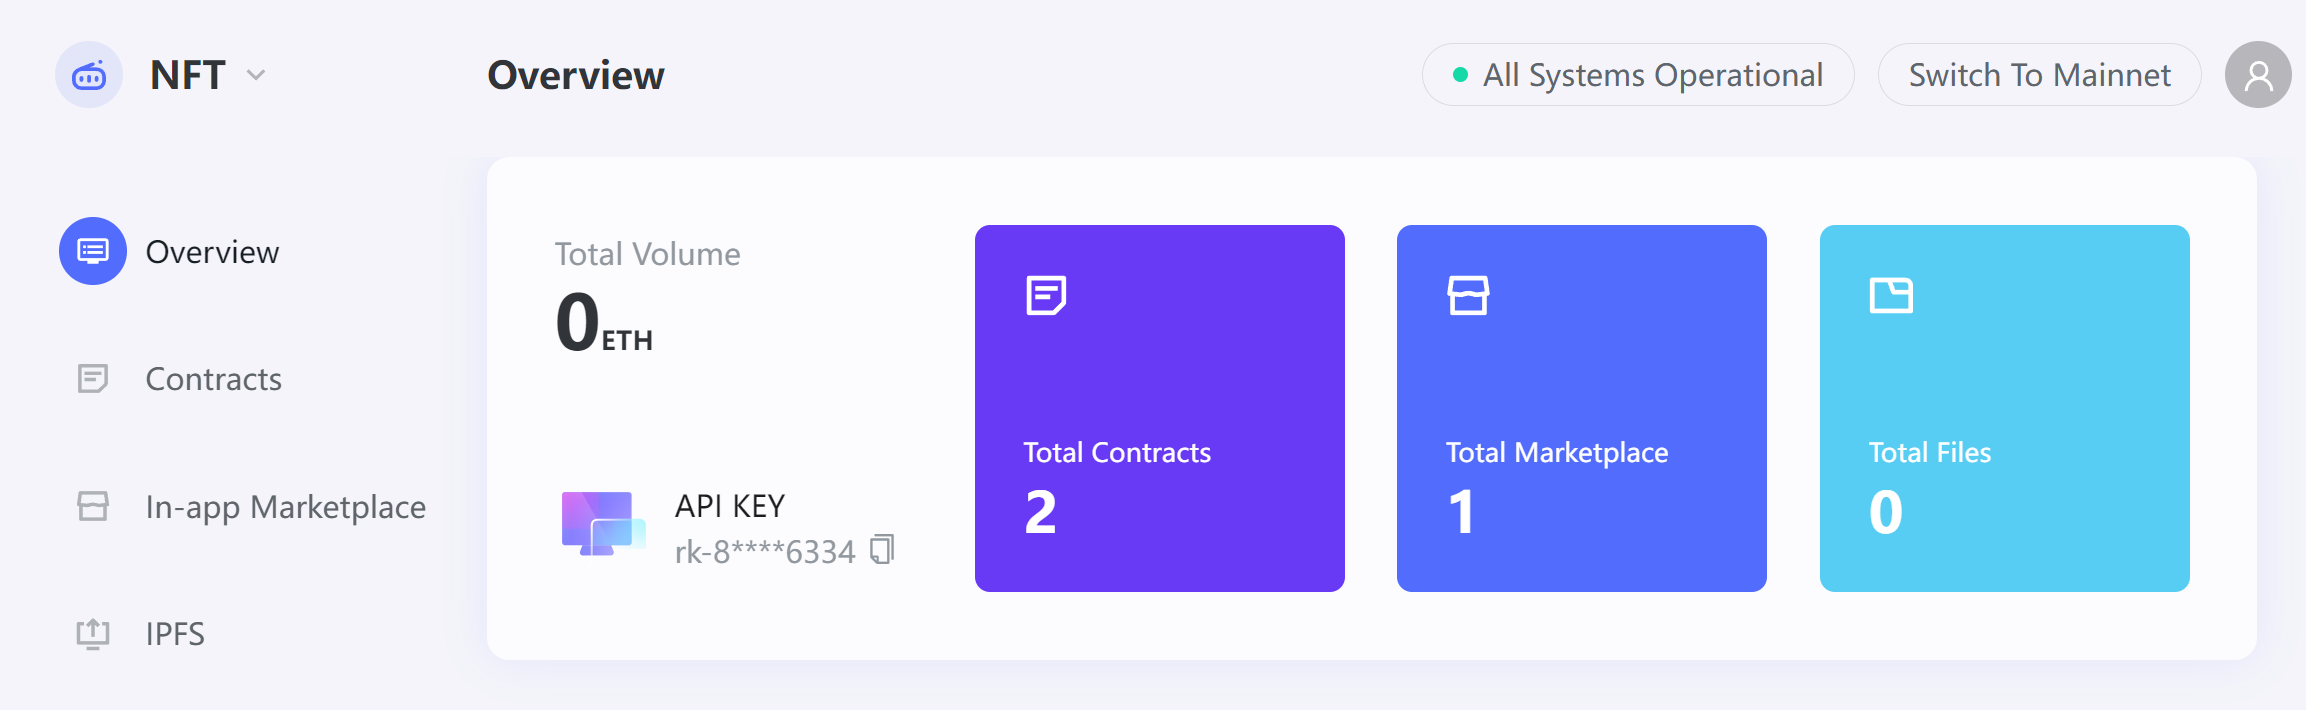 NFT
Overview
All Systems Operational
Switch To Mainnet
Overview
Contracts
In-app Marketplace
IPFS
Total Volume
0 ETH
API KEY
rk-8****6334
Total Contracts
2
Total Marketplace
1
Total Files
0